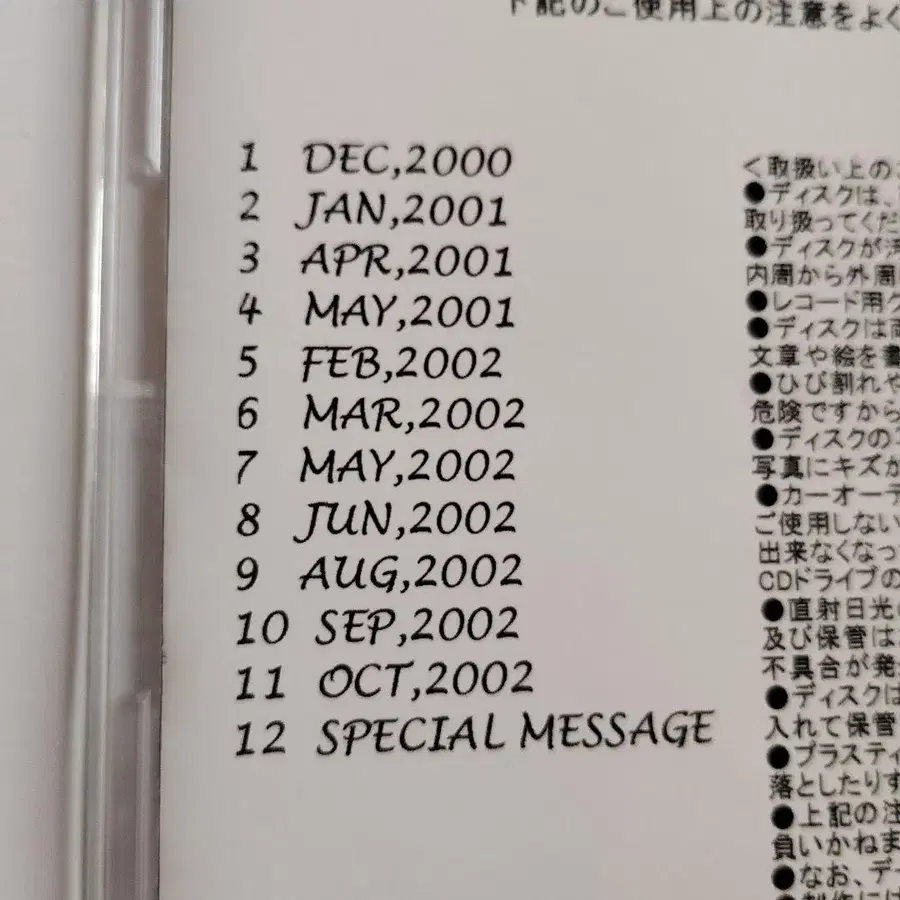 下記のご使用上の注意をよく
1 DEC,2000
2 JAN,2001
3 APR,2001
4 MAY,2001
5 FEB,2002
6 MAR,2002
7 MAY,2002
8 JUN,2002
9 AUG,2002
10 SEP,2002
11 OCT,2002
12 SPECIAL MESSAGE
<取扱い上の
●ディスクは、
取り扱ってくだ
●ディスクが汚
内周から外周
●レコード用ク
●ディスクは両
文章や絵を書
●ひび割れや
危険ですから
●ディスクの
写真にキズが
●カーオーデ
ご使用しない
出来なくなっ
CDドライブの
●直射日光
及び保管は
不具合が発
●ディスクは
入れて保管
●プラスティ
落としたりす
●上記の注
負いかねま
●なお、デ